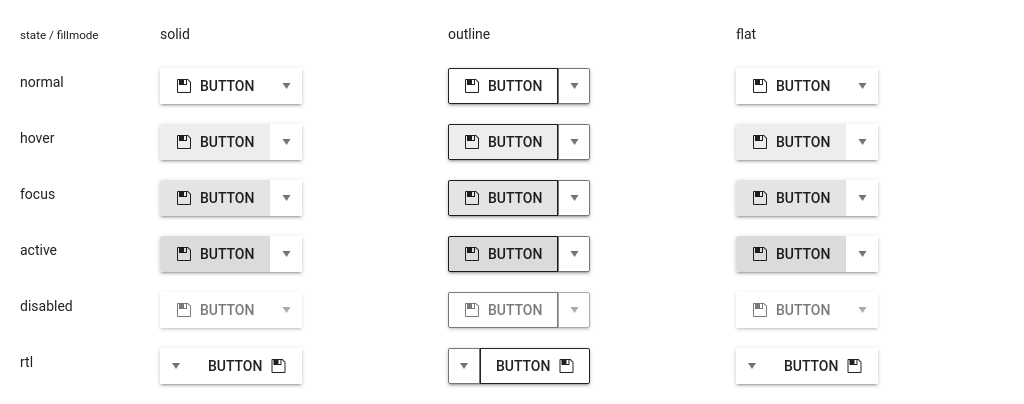 state / fillmode solid outline flat
normal BUTTON BUTTON BUTTON
hover BUTTON BUTTON BUTTON
focus BUTTON BUTTON BUTTON
active BUTTON BUTTON BUTTON
disabled BUTTON BUTTON BUTTON
rtl BUTTON BUTTON BUTTON